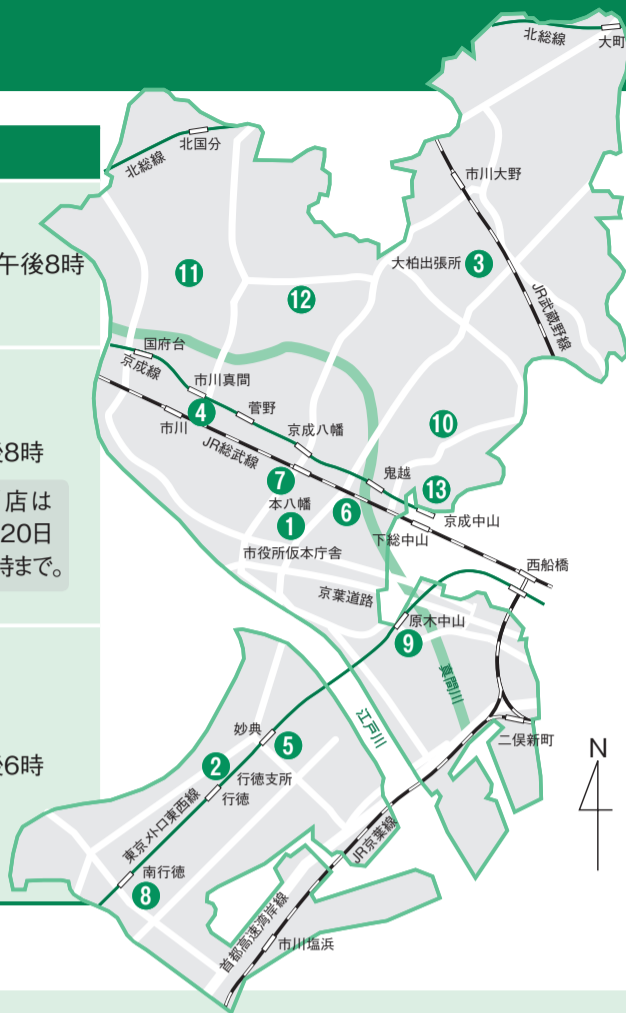 午後8時
後8時
店は
20日
時まで。
後6時
北総線
大町
北総線
北国分
市川大野
大柏出張所
3
JR武蔵野線
11
12
国府台
京成線
市川真間
4
市川
菅野
京成八幡
JR総武線
10
鬼越
13
7
本八幡
6
京成中山
1
下総中山
市役所仮本庁舎
西船橋
京葉道路
原木中山
9
真間川
江戸川
二俣新町
妙典
5
2
行徳支所
行徳
東京メトロ東西線
JR京葉線
南行徳
8
首都高速湾岸線
市川塩浜
N